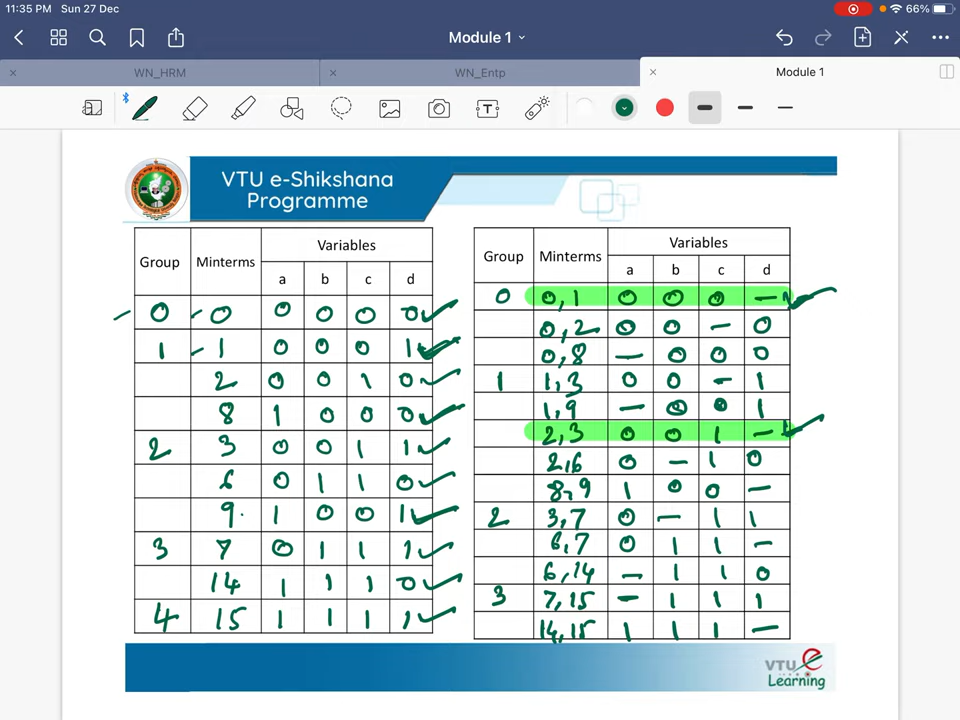 11:35 PM Sun 27 Dec 66%
Module 1
WN_HRM WN_Entp Module 1
VTU e-Shikshana
Programme
Group Minterms Variables
a b c d
0 0 0 0 0 0
1 1 0 0 0 1
2 0 0 1 0
8 1 0 0 0
2 3 0 0 1 1
6 0 1 1 0
9 1 0 0 1
3 7 0 1 1 1
14 1 1 1 0
4 15 1 1 1 1
Group Minterms Variables
a b c d
0 0,1 0 0 0 –
0,2 0 0 – 0
0,8 – 0 0 0
1 1,3 0 0 – 1
1,9 – 0 0 1
2,3 0 0 1 –
2,6 0 – 1 0
8,9 1 0 0 –
2 3,7 0 – 1 1
6,7 0 1 1 –
6,14 – 1 1 0
3 7,15 – 1 1 1
14,15 1 1 1 –
VTU e
Learning